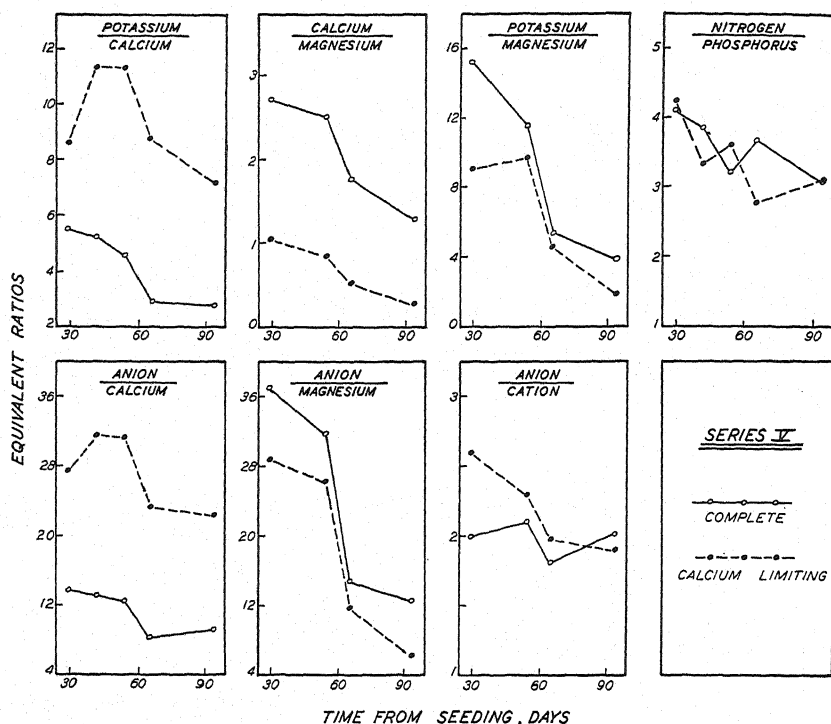 POTASSIUM
CALCIUM
12
10
8
6
4
2
30
60
90
CALCIUM
MAGNESIUM
3
2
1
0
30
60
90
POTASSIUM
MAGNESIUM
16
12
8
4
0
30
60
90
NITROGEN
PHOSPHORUS
5
4
3
2
1
30
60
90
EQUIVALENT RATIOS
ANION
CALCIUM
36
28
20
12
4
30
60
90
ANION
MAGNESIUM
36
28
20
12
4
30
60
90
ANION
CATION
3
2
1
30
60
90
SERIES V
COMPLETE
CALCIUM LIMITING
TIME FROM SEEDING, DAYS